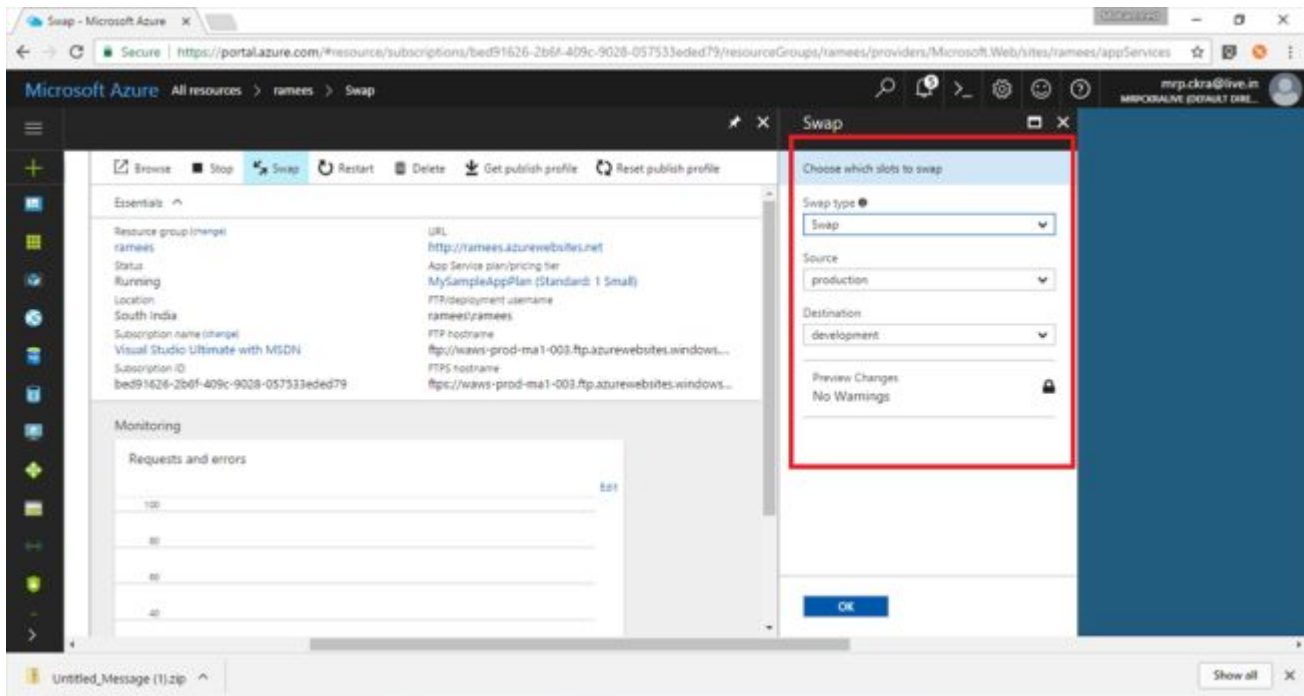 Swap - Microsoft Azure
Secure | https://portal.azure.com/#resource/subscriptions/bed91626-2b6f-409c-9028-057533eded79/resourceGroups/ramees/providers/Microsoft.Web/sites/ramees/appServices
Microsoft Azure All resources > ramees > Swap
5
mrp.ckra@live.in
Swap
Browse Stop Swap Restart Delete Get publish profile Reset publish profile
Choose which slots to swap
Essentials
Swap type
Swap
Resource group (change) URL
ramees http://ramees.azurewebsites.net
Status App Service plan/pricing tier
Running MySampleAppPlan (Standard: 1 Small)
Source
production
Location FTP/deployment username
South India ramees\ramees
Destination
development
Subscription name (change) FTP hostname
Visual Studio Ultimate with MSDN ftp://waws-prod-ma1-003.ftp.azurewebsites.windows....
Subscription ID FTPS hostname
bed91626-2b6f-409c-9028-057533eded79 ftps://waws-prod-ma1-003.ftp.azurewebsites.windows...
Preview Changes
No Warnings
Monitoring
Requests and errors
Edit
100
80
60
40
OK
Untitled_Message (1).zip
Show all